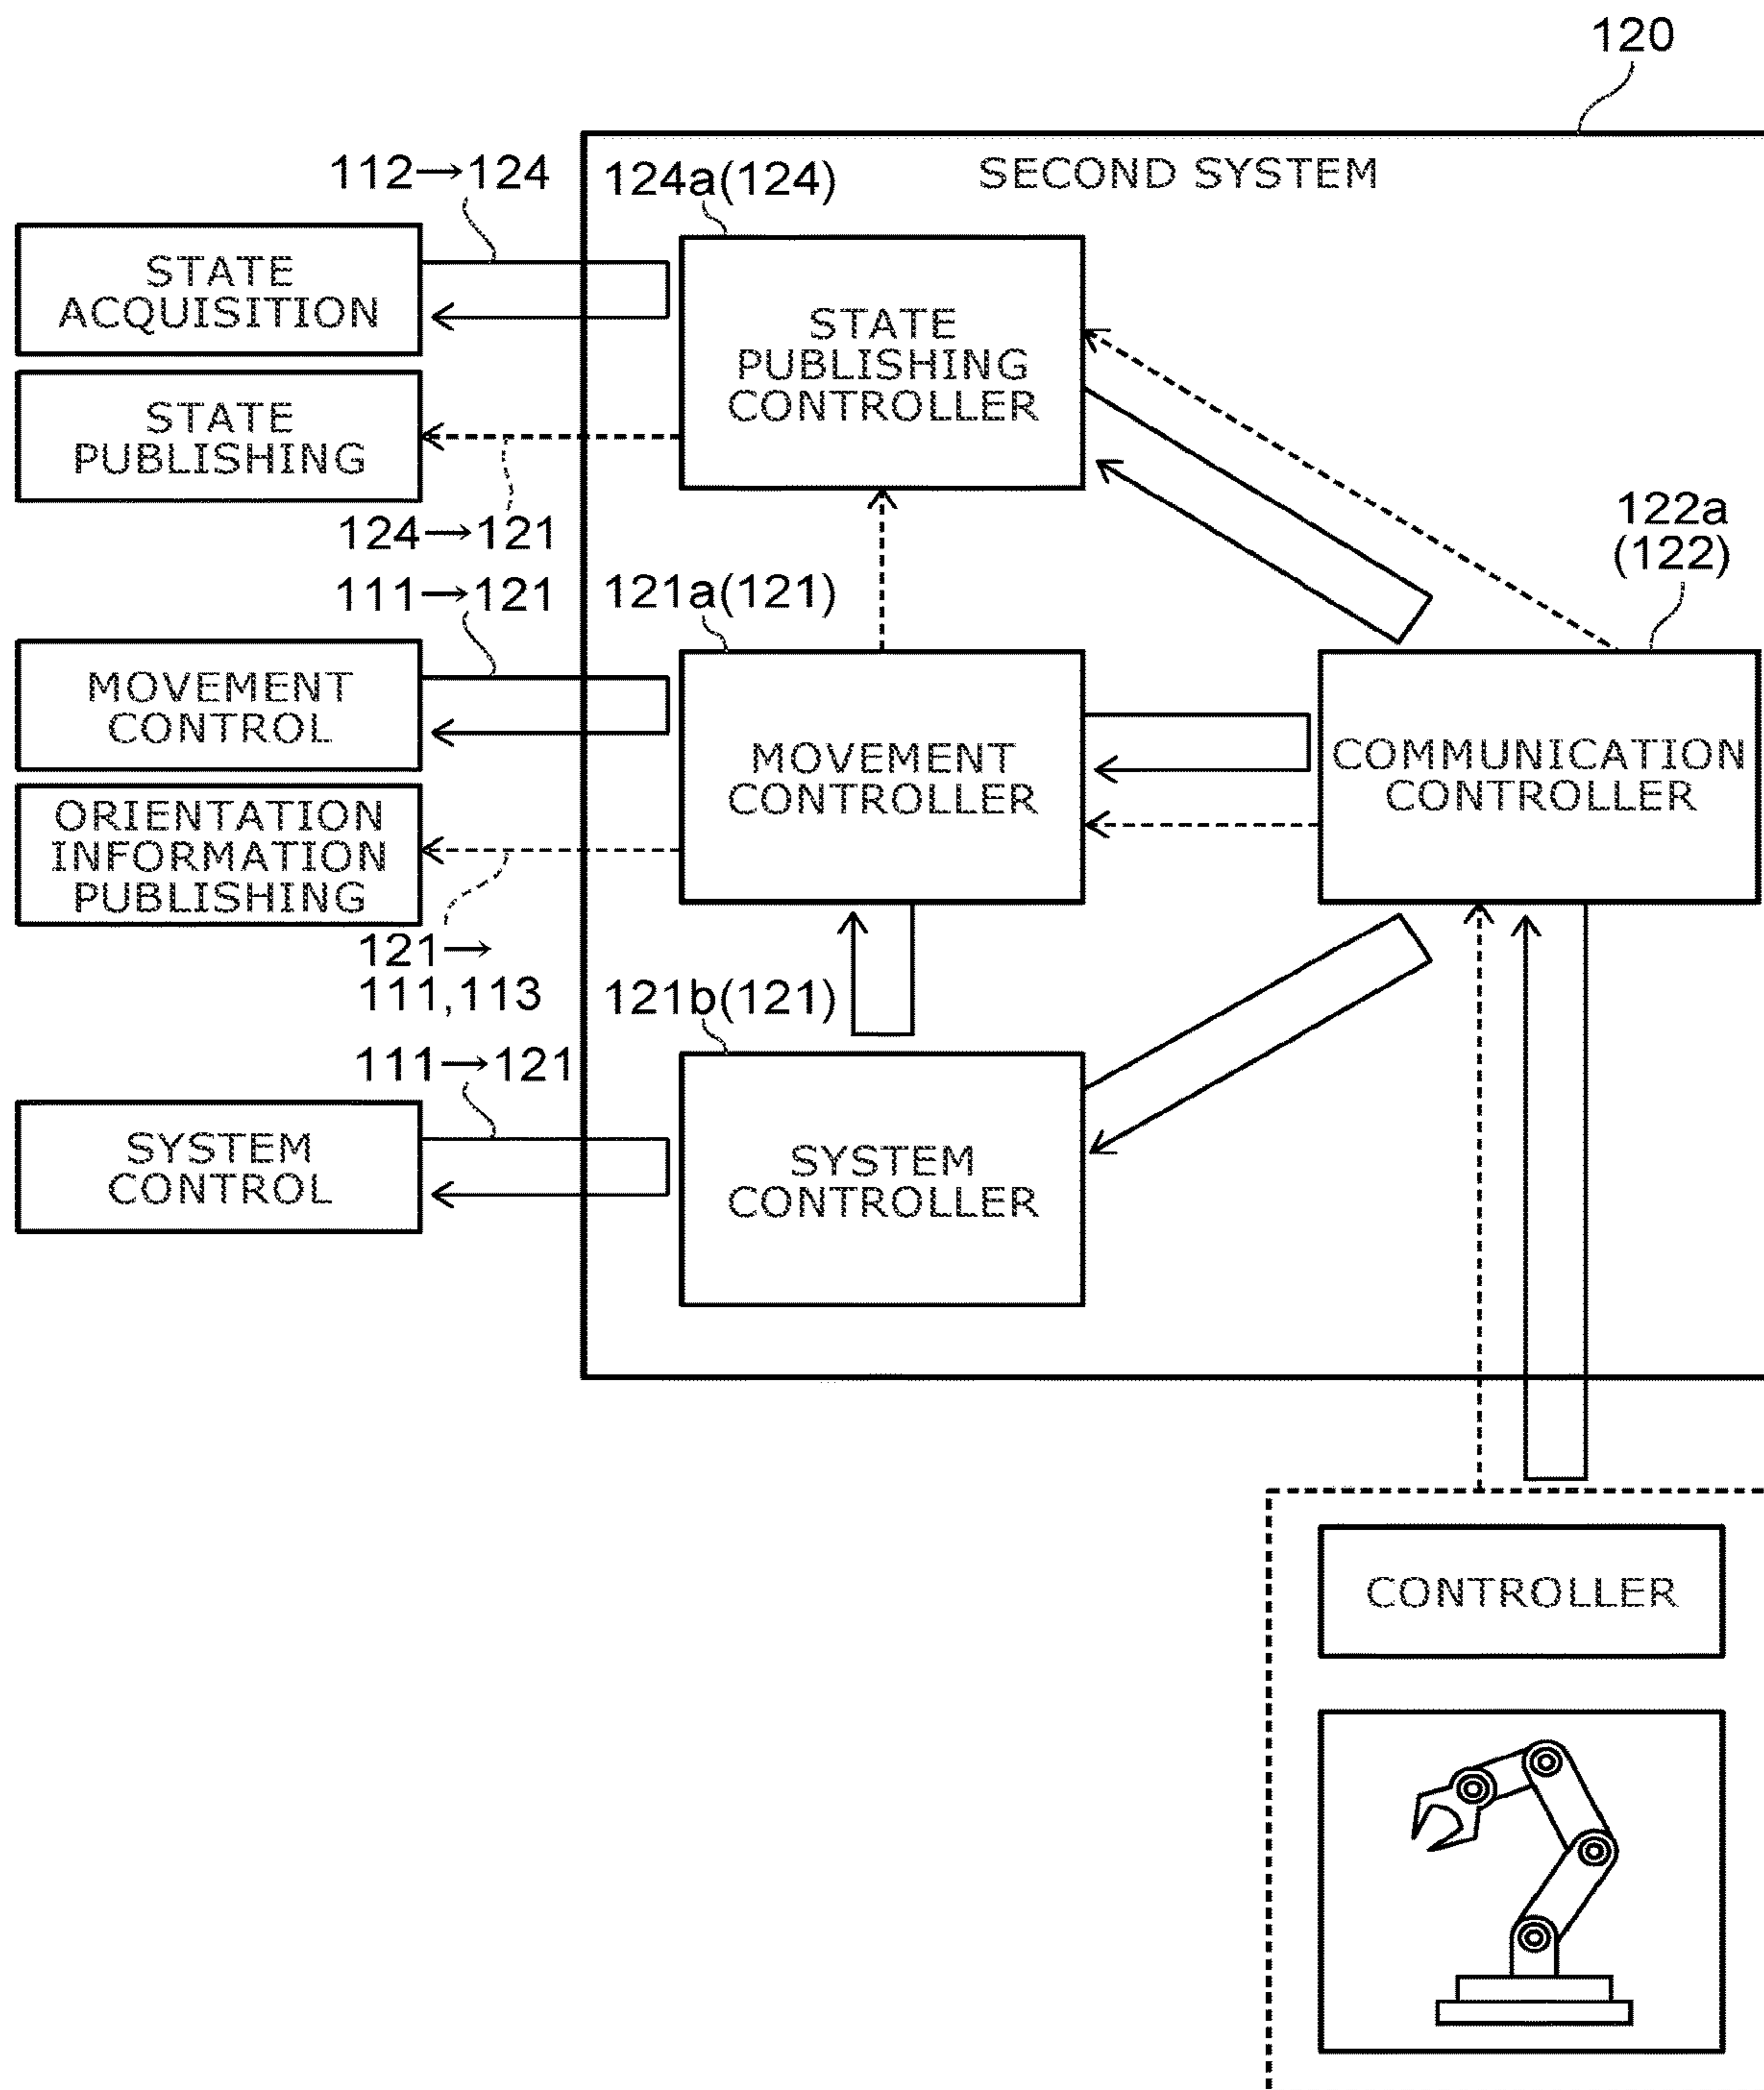 120
SECOND SYSTEM
112→124
124a(124)
STATE
ACQUISITION
STATE
PUBLISHING
CONTROLLER
STATE
PUBLISHING
124→121
122a
(122)
111→121
121a(121)
MOVEMENT
CONTROL
MOVEMENT
CONTROLLER
COMMUNICATION
CONTROLLER
ORIENTATION
INFORMATION
PUBLISHING
121→
111,113
121b(121)
111→121
SYSTEM
CONTROL
SYSTEM
CONTROLLER
CONTROLLER